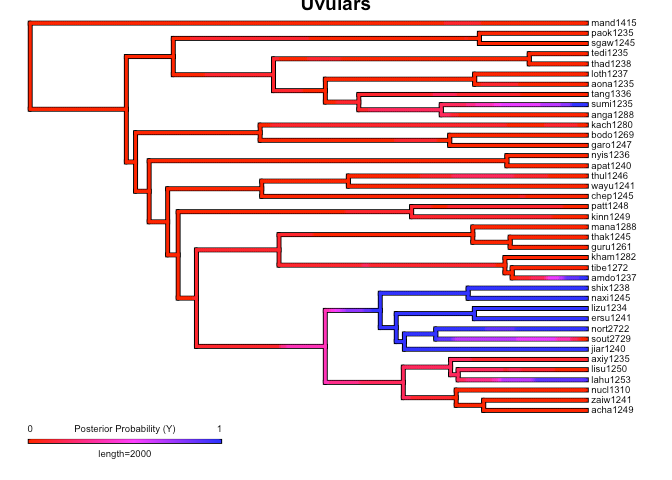 Uvulars
mand1415
paok1235
sgaw1245
tedi1235
thad1238
loth1237
aona1235
tang1336
sumi1235
anga1288
kach1280
bodo1269
garo1247
nyis1236
apat1240
thul1246
wayu1241
chep1245
patt1248
kinn1249
mana1288
thak1245
guru1261
kham1282
tibe1272
amdo1237
shix1238
naxi1245
lizu1234
ersu1241
nort2722
sout2729
jiar1240
axiy1235
lisu1250
lahu1253
nucl1310
zaiw1241
acha1249
0 Posterior Probability (Y) 1
length=2000